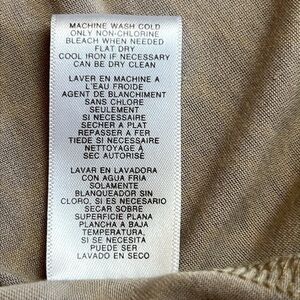 MACHINE WASH COLD
ONLY NON-CHLORINE
BLEACH WHEN NEEDED
FLAT DRY
COOL IRON IF NECESSARY
CAN BE DRY CLEAN
LAVER EN MACHINE A
L'EAU FROIDE
AGENT DE BLANCHIMENT
SANS CHLORE
SEULEMENT
SI NECESSAIRE
SECHER A PLAT
REPASSER A FER
TIEDE SI NECESSAIRE
NETTOYAGE A
SEC AUTORISÉ
LAVAR EN LAVADORA
CON AGUA FRIA
SOLAMENTE
BLANQUEADOR SIN
CLORO, SI ES NECESARIO
SECAR SOBRE
SUPERFICIE PLANA
PLANCHA A BAJA
TEMPERATURA,
SI SE NECESITA
PUEDE SER
LAVADO EN SECO